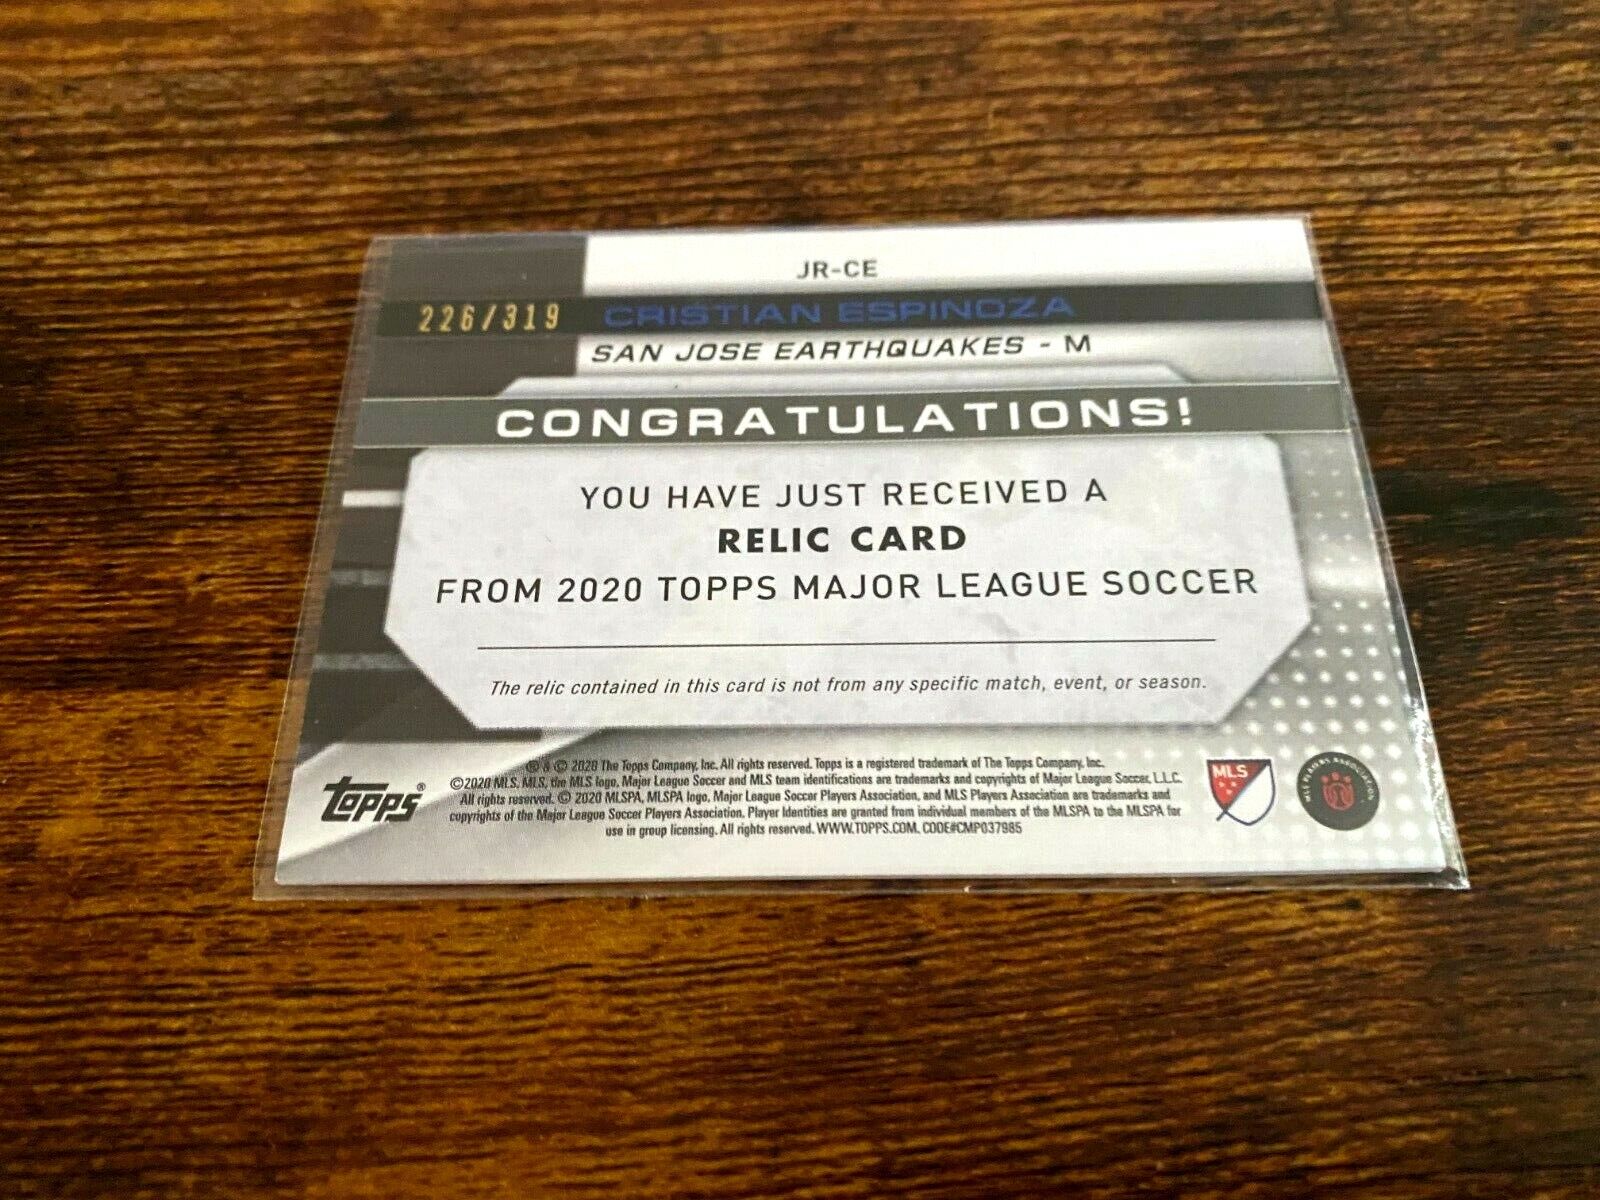 JR-CE
226/319 CRISTIAN ESPINOZA
SAN JOSE EARTHQUAKES - M
CONGRATULATIONS!
YOU HAVE JUST RECEIVED A
RELIC CARD
FROM 2020 TOPPS MAJOR LEAGUE SOCCER
The relic contained in this card is not from any specific match, event, or season.
® & © 2020 The Topps Company, Inc. All rights reserved. Topps is a registered trademark of The Topps Company, Inc.
©2020 MLS. MLS, the MLS logo, Major League Soccer and MLS team identifications are trademarks and copyrights of Major League Soccer, L.L.C.
All rights reserved. © 2020 MLSPA, MLSPA logo, Major League Soccer Players Association, and MLS Players Association are trademarks and
copyrights of the Major League Soccer Players Association, Player Identities are granted from individual members of the MLSPA to the MLSPA for
use in group licensing. All rights reserved. WWW.TOPPS.COM. CODE#CMP037985
topps®
MLS
MLS PLAYERS ASSOCIATION